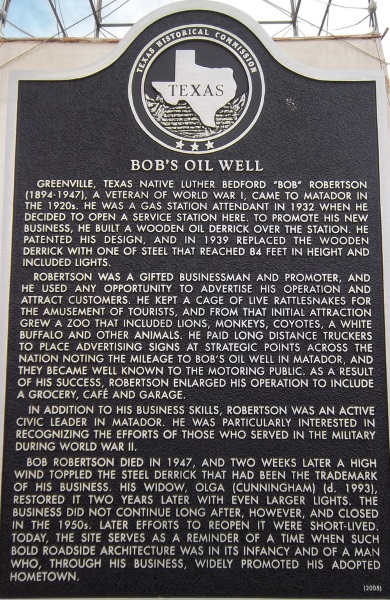 TEXAS HISTORICAL COMMISSION
TEXAS
BOB'S OIL WELL
GREENVILLE, TEXAS NATIVE LUTHER BEDFORD "BOB" ROBERTSON
(1894-1947), A VETERAN OF WORLD WAR I, CAME TO MATADOR IN
THE 1920s. HE WAS A GAS STATION ATTENDANT IN 1932 WHEN HE
DECIDED TO OPEN A SERVICE STATION HERE. TO PROMOTE HIS NEW
BUSINESS, HE BUILT A WOODEN OIL DERRICK OVER THE STATION. HE
PATENTED HIS DESIGN, AND IN 1939 REPLACED THE WOODEN
DERRICK WITH ONE OF STEEL THAT REACHED 84 FEET IN HEIGHT AND
INCLUDED LIGHTS.
ROBERTSON WAS A GIFTED BUSINESSMAN AND PROMOTER, AND
HE USED ANY OPPORTUNITY TO ADVERTISE HIS OPERATION AND
ATTRACT CUSTOMERS. HE KEPT A CAGE OF LIVE RATTLESNAKES FOR
THE AMUSEMENT OF TOURISTS, AND FROM THAT INITIAL ATTRACTION
GREW A ZOO THAT INCLUDED LIONS, MONKEYS, COYOTES, A WHITE
BUFFALO AND OTHER ANIMALS. HE PAID LONG DISTANCE TRUCKERS
TO PLACE ADVERTISING SIGNS AT STRATEGIC POINTS ACROSS THE
NATION NOTING THE MILEAGE TO BOB'S OIL WELL IN MATADOR, AND
THEY BECAME WELL KNOWN TO THE MOTORING PUBLIC. AS A RESULT
OF HIS SUCCESS, ROBERTSON ENLARGED HIS OPERATION TO INCLUDE
A GROCERY, CAFÉ AND GARAGE.
IN ADDITION TO HIS BUSINESS SKILLS, ROBERTSON WAS AN ACTIVE
CIVIC LEADER IN MATADOR. HE WAS PARTICULARLY INTERESTED IN
RECOGNIZING THE EFFORTS OF THOSE WHO SERVED IN THE MILITARY
DURING WORLD WAR II.
BOB ROBERTSON DIED IN 1947, AND TWO WEEKS LATER A HIGH
WIND TOPPLED THE STEEL DERRICK THAT HAD BEEN THE TRADEMARK
OF HIS BUSINESS. HIS WIDOW, OLGA (CUNNINGHAM) (d. 1993),
RESTORED IT TWO YEARS LATER WITH EVEN LARGER LIGHTS. THE
BUSINESS DID NOT CONTINUE LONG AFTER, HOWEVER, AND CLOSED
IN THE 1950s. LATER EFFORTS TO REOPEN IT WERE SHORT-LIVED.
TODAY, THE SITE SERVES AS A REMINDER OF A TIME WHEN SUCH
BOLD ROADSIDE ARCHITECTURE WAS IN ITS INFANCY AND OF A MAN
WHO, THROUGH HIS BUSINESS, WIDELY PROMOTED HIS ADOPTED
HOMETOWN.
(2005)